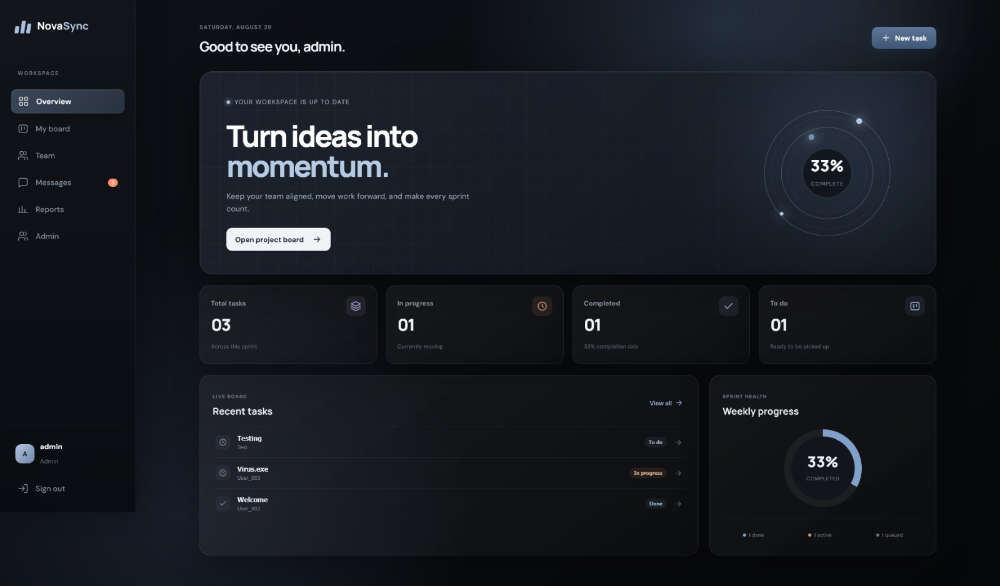 NovaSync
WORKSPACE
Overview
My board
Team
Messages 3
Reports
Admin
A
admin
Admin
Sign out
SATURDAY, AUGUST 29
Good to see you, admin.
+ New task
YOUR WORKSPACE IS UP TO DATE
Turn ideas into
momentum.
Keep your team aligned, move work forward, and make every sprint
count.
Open project board →
33%
COMPLETE
Total tasks
03
Across this sprint
In progress
01
Currently moving
Completed
01
33% completion rate
To do
01
Ready to be picked up
LIVE BOARD
Recent tasks
View all →
Testing
Test
To do →
Virus.exe
User_003
In progress →
Welcome
User_002
Done →
SPRINT HEALTH
Weekly progress
33%
COMPLETED
1 done
1 active
1 queued